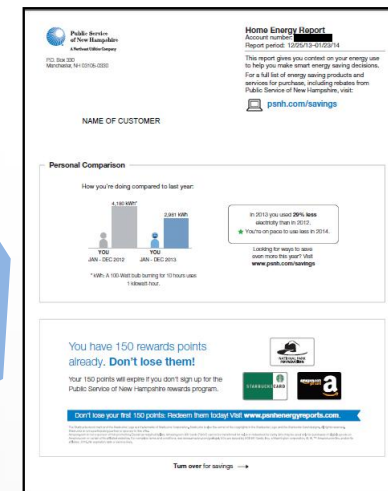 Public Service
of New Hampshire
A Northeast Utilities Company
P.O. Box 330
Manchester, NH 03105-0330
Home Energy Report
Account number:
Report period: 12/25/13–01/23/14
This report gives you context on your energy use
to help you make smart energy saving decisions.
For a full list of energy saving products and
services for purchase, including rebates from
Public Service of New Hampshire, visit:
psnh.com/savings
NAME OF CUSTOMER
Personal Comparison
How you're doing compared to last year:
YOU
JAN - DEC 2012
YOU
JAN - DEC 2013
* kWh: A 100-Watt bulb burning for 10 hours uses
1 kilowatt-hour.
In 2013 you used 29% less
electricity than in 2012.
You're on pace to use less in 2014.
Looking for ways to save
even more this year? Visit
www.psnh.com/savings
You have 150 rewards points
already. Don't lose them!
Your 150 points will expire if you don't sign up for the
Public Service of New Hampshire rewards program.
NATIONAL PARK
FOUNDATION
STARBUCKS CARD
amazon
a
Don't lose your first 150 points: Redeem them today! Visit www.psnhenergyreports.com.
Turn over for savings →